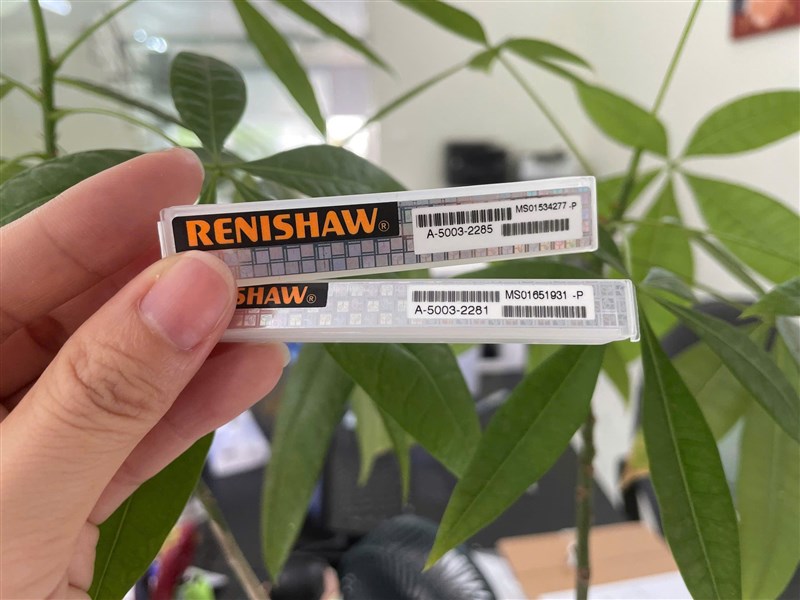 RENISHAW®
MS01534277 -P
A-5003-2285
SHAW®
MS01651931 -P
A-5003-2281